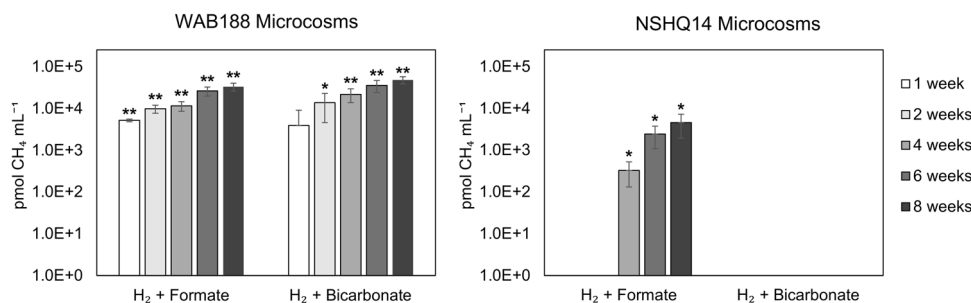 WAB188 Microcosms
pmol CH₄ mL⁻¹
1.0E+5
1.0E+4
1.0E+3
1.0E+2
1.0E+1
1.0E+0
** ** ** ** **
* ** ** **
H₂ + Formate
H₂ + Bicarbonate
NSHQ14 Microcosms
pmol CH₄ mL⁻¹
1.0E+5
1.0E+4
1.0E+3
1.0E+2
1.0E+1
1.0E+0
* * *
H₂ + Formate
H₂ + Bicarbonate
1 week
2 weeks
4 weeks
6 weeks
8 weeks